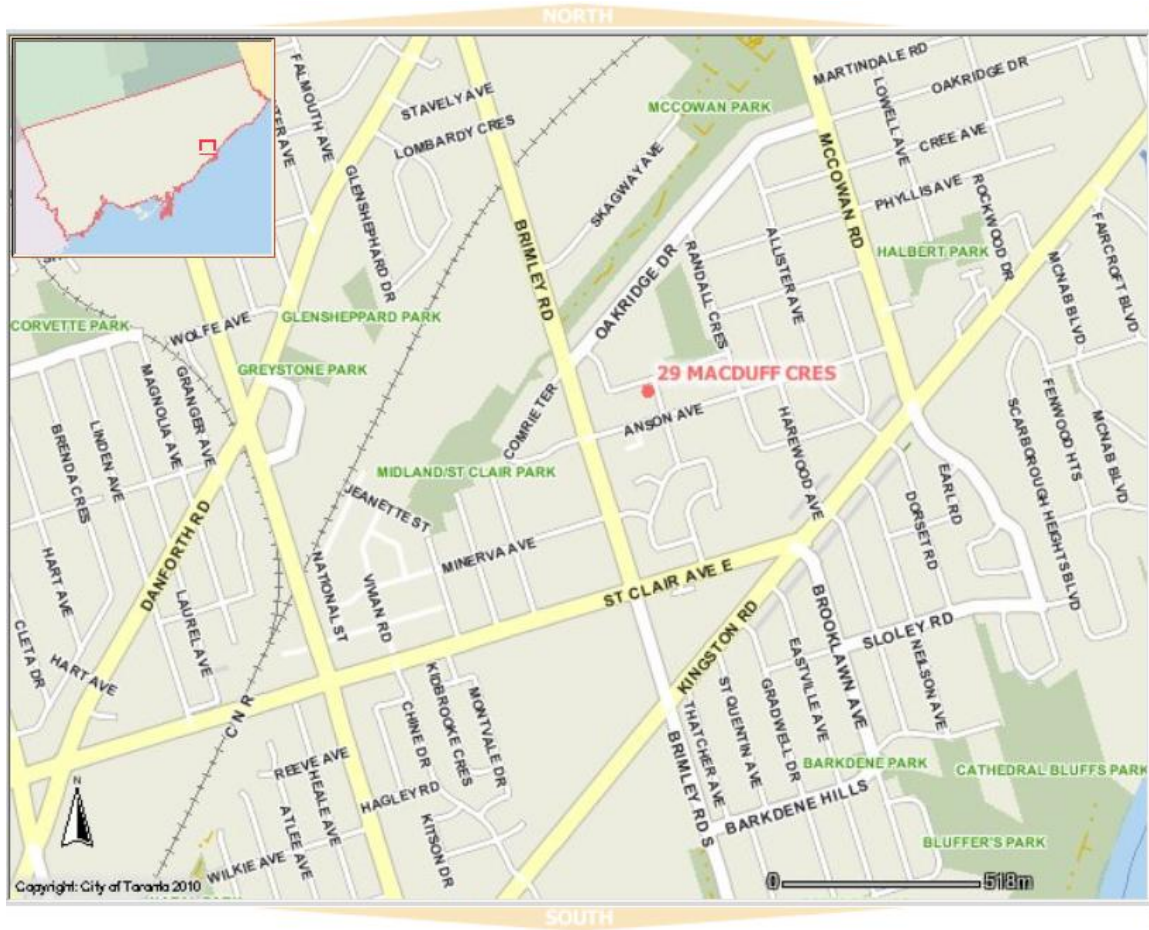 NORTH
MARTINDALE RD
OAKRIDGE DR
FALMOUTH AVE
STAVELY AVE
LOWELL AVE
MCCOWAN PARK
LOMBARDY CRES
CREE AVE
MCCOWAN RD
GLENSHEPHARD DR
SKAGWAY AVE
PHYLLIS AVE
ROCKWOOD DR
BRIMLEY RD
OAKRIDGE DR
RANDALL CRES
ALLISTER AVE
HALBERT PARK
FAIRCROFT BLVD
MCNAB BLVD
CORVETTE PARK
WOLFE AVE
GLENSHEPPARD PARK
GREYSTONE PARK
29 MACDUFF CRES
MAGNOLIA AVE
GRANGER AVE
LINDEN AVE
BRENDA CRES
COMRIE TER
ANSON AVE
HAREWOOD AVE
SCARBOROUGH HEIGHTS BLVD
FENWOOD HTS
MCNAB BLVD
MIDLAND/ST CLAIR PARK
JEANETTE ST
EARL RD
DORSET RD
DANFORTH RD
HART AVE
NATIONAL ST
VIVIAN RD
MINERVA AVE
ST CLAIR AVE E
LAUREL AVE
KINGSTON RD
BROOKLAWN AVE
SLOLEY RD
CLETA DR
HART AVE
C N R
CHINE DR
KIDBROOKE CRES
MONTVALE DR
THATCHER AVE
ST QUENTIN AVE
GRADWELL DR
EASTVILLE AVE
NEILSON AVE
BRIMLEY RD S
REEVE AVE
HEALE AVE
HAGLEY RD
BARKDENE PARK
CATHEDRAL BLUFFS PARK
N
ATLEE AVE
KITSON DR
BARKDENE HILLS
WILKIE AVE
BLUFFER'S PARK
Copyright: City of Toronto 2010
0 518m
SOUTH